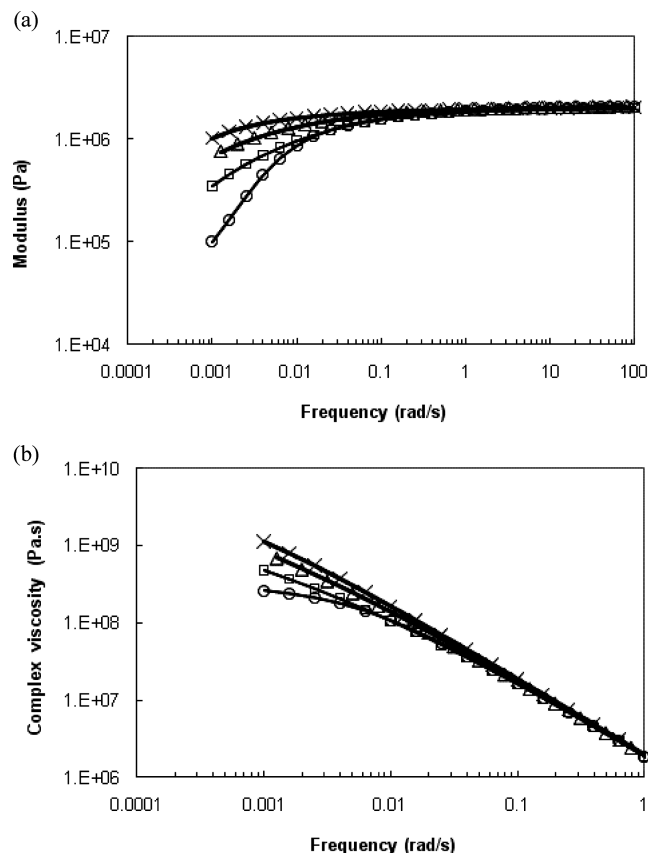 (a)
1.E+07
1.E+06
1.E+05
1.E+04
Modulus (Pa)
0.0001 0.001 0.01 0.1 1 10 100
Frequency (rad/s)
(b)
1.E+10
1.E+09
1.E+08
1.E+07
1.E+06
Complex viscosity (Pa.s)
0.0001 0.001 0.01 0.1 1
Frequency (rad/s)